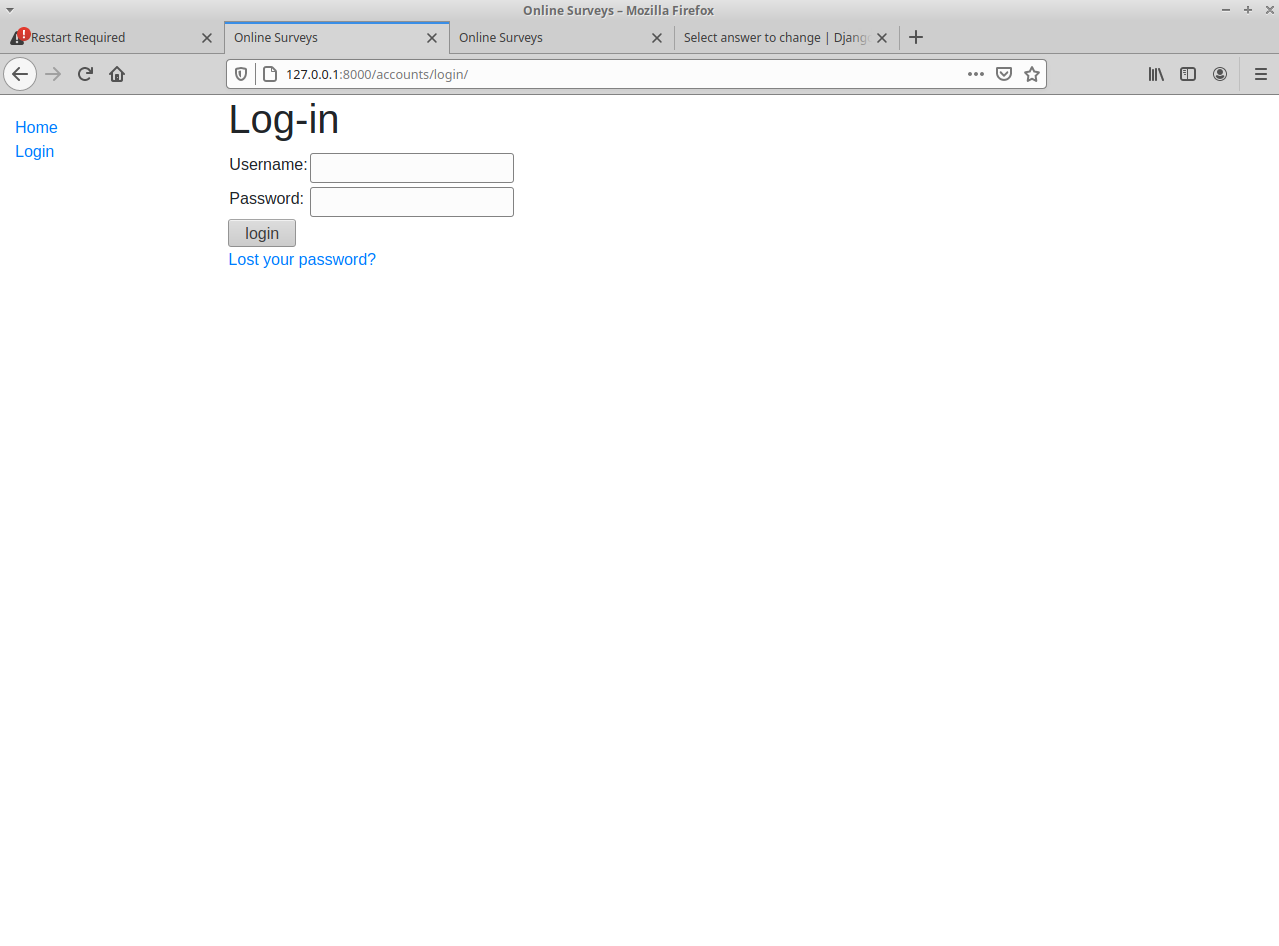 Online Surveys – Mozilla Firefox
Restart Required
Online Surveys
Online Surveys
Select answer to change | Djang
127.0.0.1:8000/accounts/login/
Home
Login
Log-in
Username:
Password:
login
Lost your password?